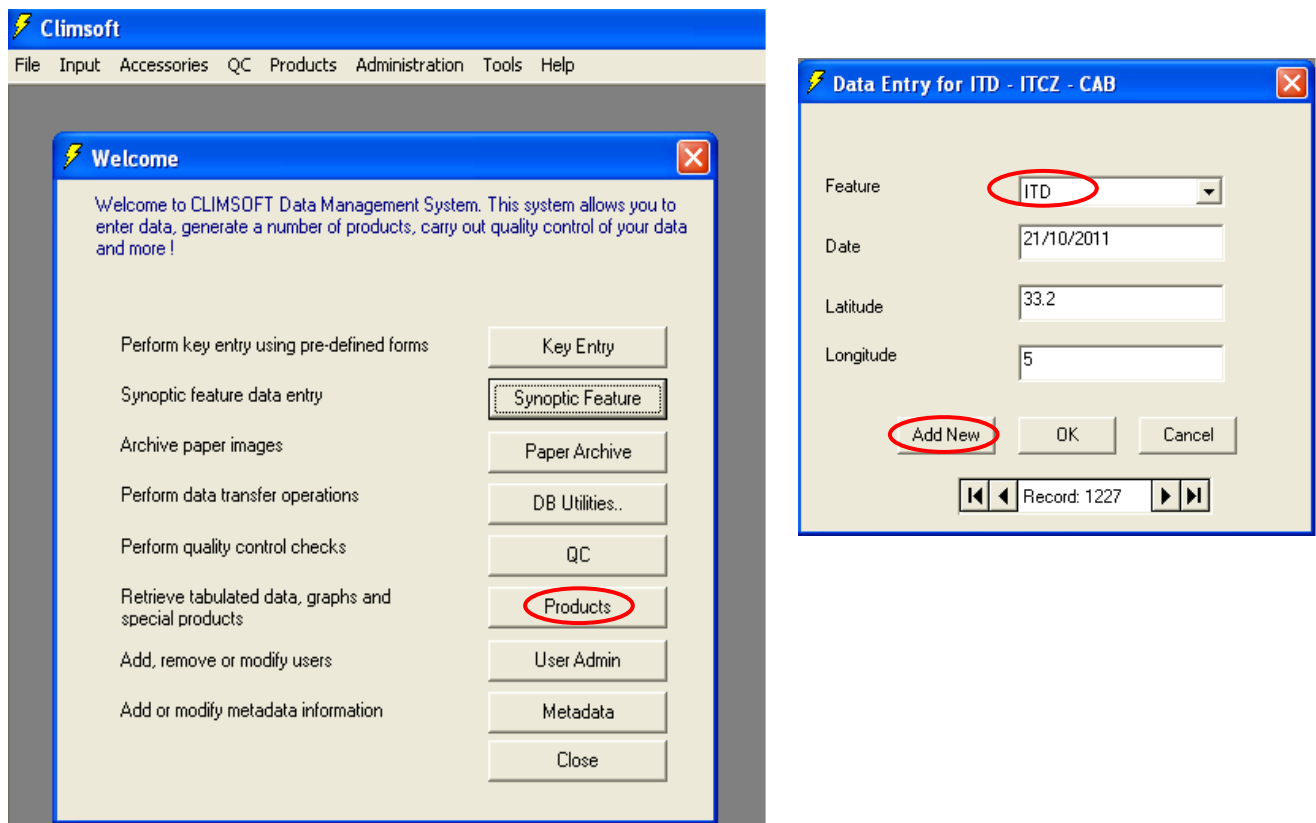 Climsoft
File Input Accessories QC Products Administration Tools Help
Welcome
Welcome to CLIMSOFT Data Management System. This system allows you to
enter data, generate a number of products, carry out quality control of your data
and more !
Perform key entry using pre-defined forms Key Entry
Synoptic feature data entry Synoptic Feature
Archive paper images Paper Archive
Perform data transfer operations DB Utilities..
Perform quality control checks QC
Retrieve tabulated data, graphs and
special products Products
Add, remove or modify users User Admin
Add or modify metadata information Metadata
Close
Data Entry for ITD - ITCZ - CAB
Feature ITD
Date 21/10/2011
Latitude 33.2
Longitude 5
Add New OK Cancel
Record: 1227